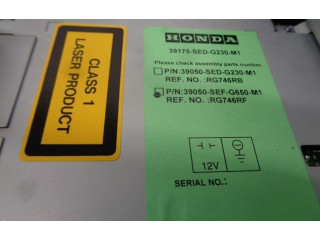 CLASS 1
LASER PRODUCT
HONDA
39175-SED-G230-M1
Please check assembly parts number
P/N:39050-SED-G230-M1
REF. NO. :RG746RB
P/N:39050-SEF-G650-M1
REF. NO. :RG746RF
12V
SERIAL NO.: